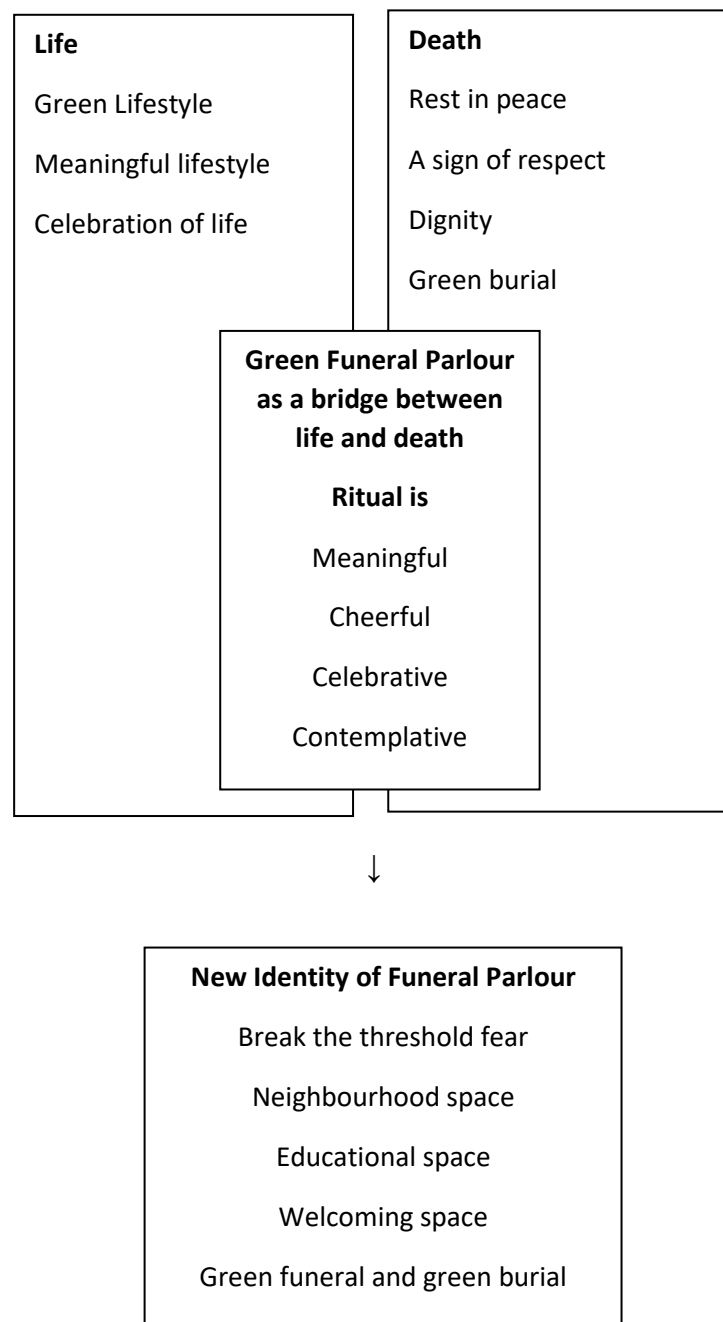 Life
Green Lifestyle
Meaningful lifestyle
Celebration of life
Death
Rest in peace
A sign of respect
Dignity
Green burial
Green Funeral Parlour
as a bridge between
life and death
Ritual is
Meaningful
Cheerful
Celebrative
Contemplative
↓
New Identity of Funeral Parlour
Break the threshold fear
Neighbourhood space
Educational space
Welcoming space
Green funeral and green burial